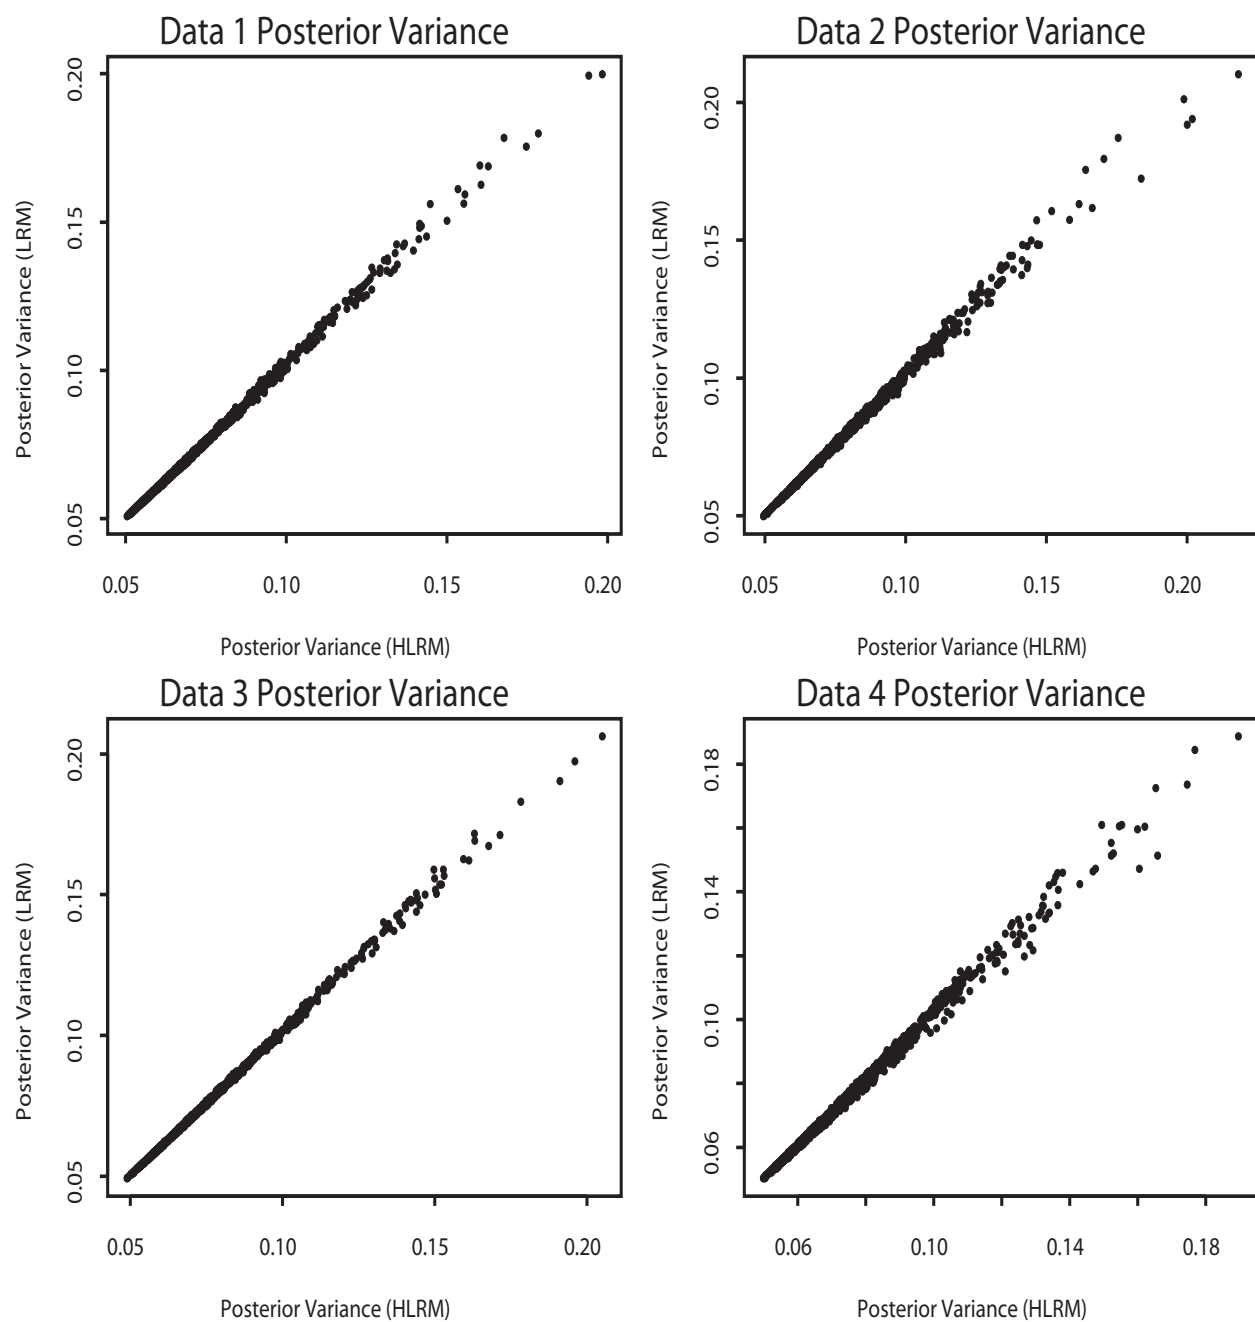 Data 1 Posterior Variance
Posterior Variance (LRM)
0.20
0.15
0.10
0.05
0.05 0.10 0.15 0.20
Posterior Variance (HLRM)
Data 2 Posterior Variance
Posterior Variance (LRM)
0.20
0.15
0.10
0.05
0.05 0.10 0.15 0.20
Posterior Variance (HLRM)
Data 3 Posterior Variance
Posterior Variance (LRM)
0.20
0.15
0.10
0.05
0.05 0.10 0.15 0.20
Posterior Variance (HLRM)
Data 4 Posterior Variance
Posterior Variance (LRM)
0.18
0.14
0.10
0.06
0.06 0.10 0.14 0.18
Posterior Variance (HLRM)